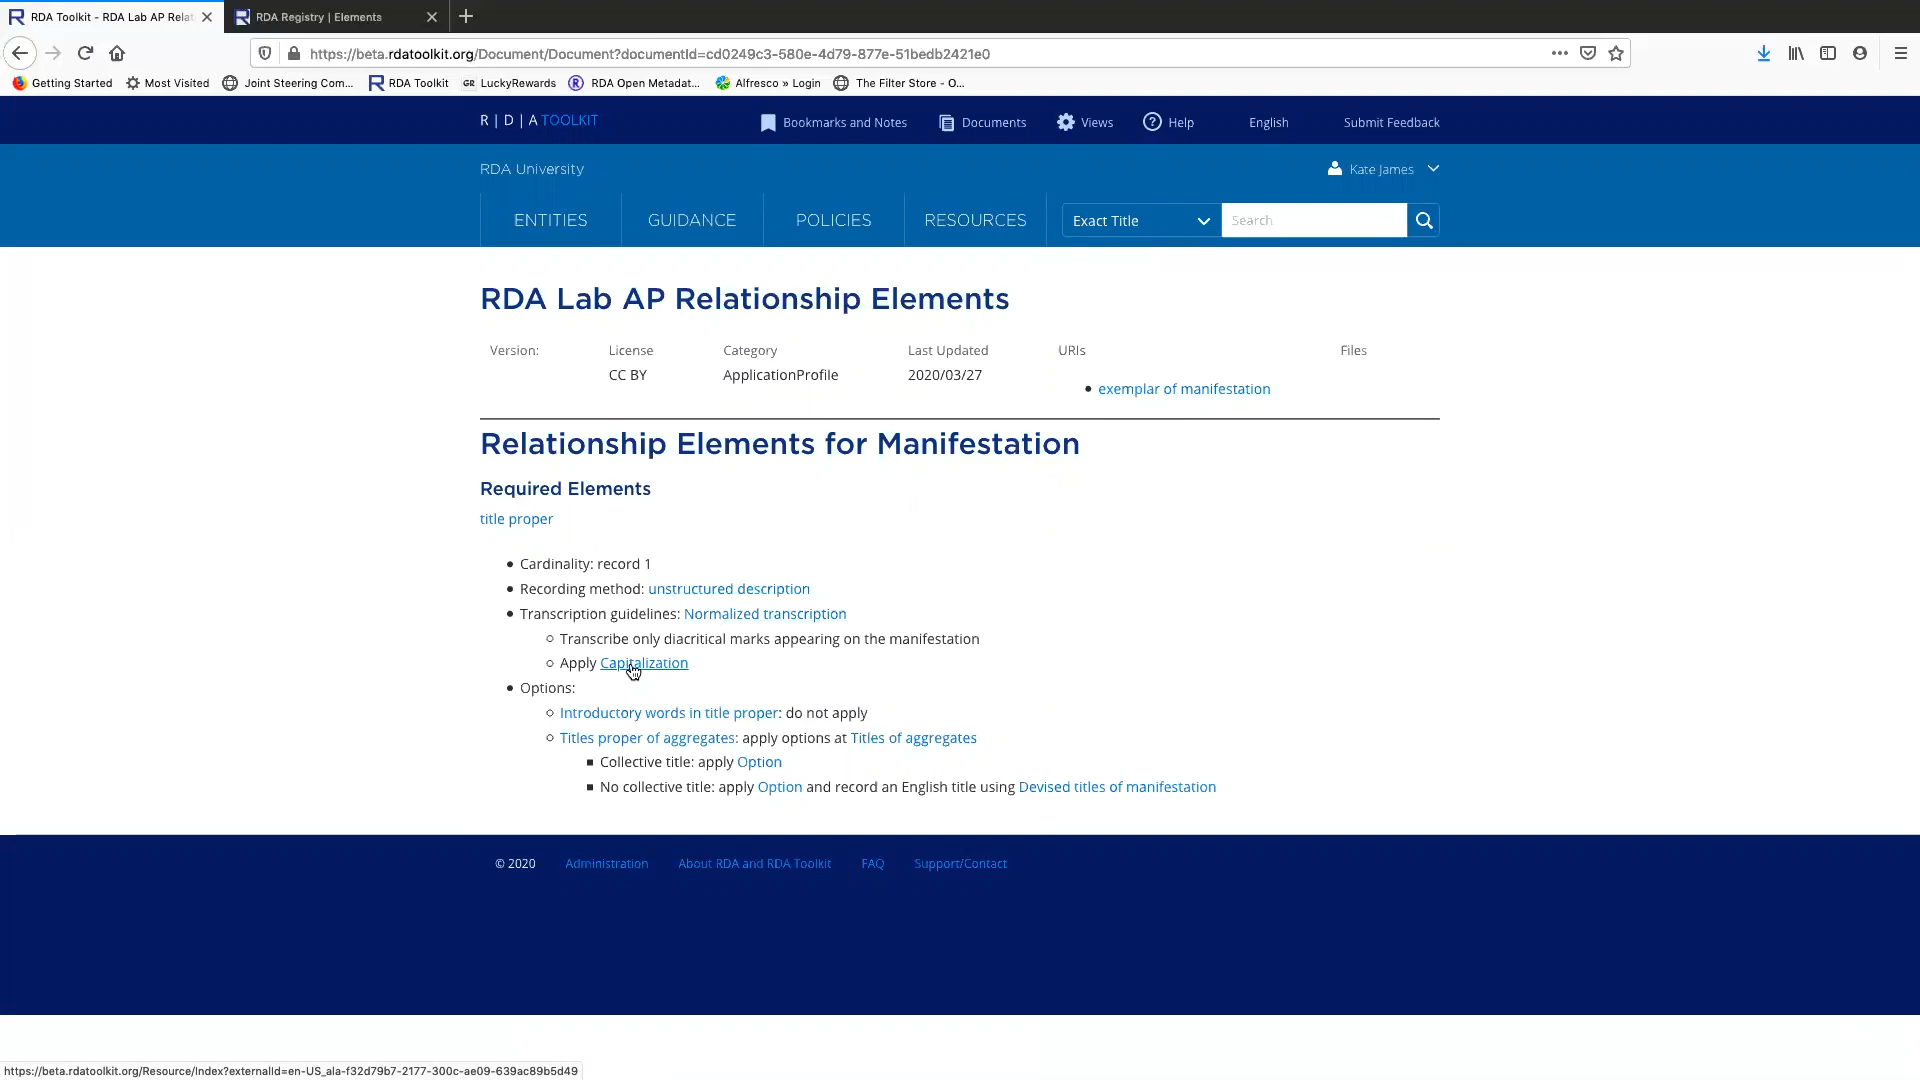 RDA Toolkit - RDA Lab AP Relat
RDA Registry | Elements
https://beta.rdatoolkit.org/Document/Document?documentId=cd0249c3-580e-4d79-877e-51bedb2421e0
Getting Started
Most Visited
Joint Steering Com...
RDA Toolkit
GR LuckyRewards
RDA Open Metadat...
Alfresco » Login
The Filter Store - O...
R | D | A TOOLKIT
Bookmarks and Notes
Documents
Views
Help
English
Submit Feedback
RDA University
Kate James
ENTITIES
GUIDANCE
POLICIES
RESOURCES
Exact Title
Search
RDA Lab AP Relationship Elements
Version: License Category Last Updated URIs Files
CC BY ApplicationProfile 2020/03/27
• exemplar of manifestation
Relationship Elements for Manifestation
Required Elements
title proper
• Cardinality: record 1
• Recording method: unstructured description
• Transcription guidelines: Normalized transcription
○ Transcribe only diacritical marks appearing on the manifestation
○ Apply Capitalization
• Options:
○ Introductory words in title proper: do not apply
○ Titles proper of aggregates: apply options at Titles of aggregates
▪ Collective title: apply Option
▪ No collective title: apply Option and record an English title using Devised titles of manifestation
© 2020 Administration About RDA and RDA Toolkit FAQ Support/Contact
https://beta.rdatoolkit.org/Resource/Index?externalId=en-US_ala-f32d79b7-2177-300c-ae09-639ac89b5d49